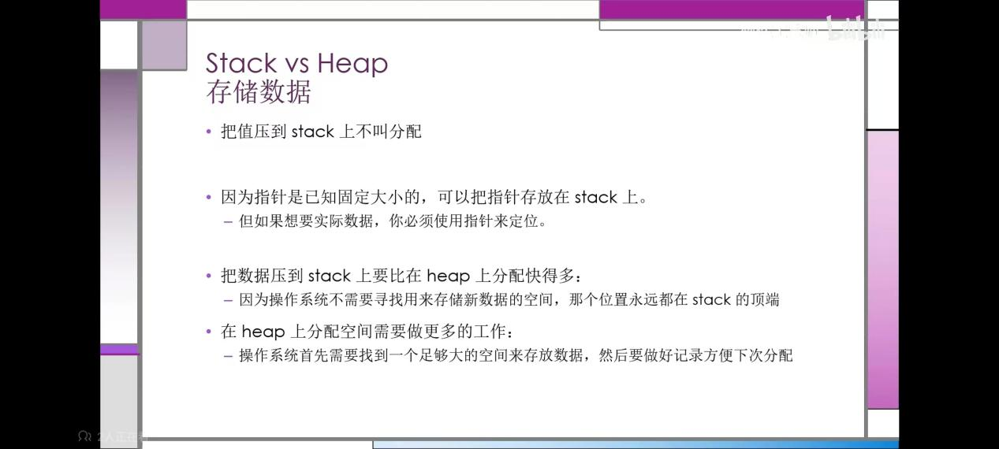 Stack vs Heap
存储数据
• 把值压到 stack 上不叫分配
• 因为指针是已知固定大小的，可以把指针存放在 stack 上。
– 但如果想要实际数据，你必须使用指针来定位。
• 把数据压到 stack 上要比在 heap 上分配快得多：
– 因为操作系统不需要寻找用来存储新数据的空间，那个位置永远都在 stack 的顶端
• 在 heap 上分配空间需要做更多的工作：
– 操作系统首先需要找到一个足够大的空间来存放数据，然后要做好记录方便下次分配
2人正在看